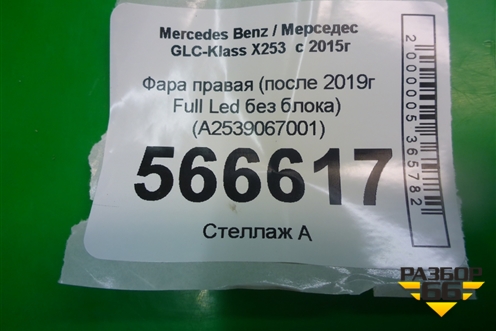 Mercedes Benz / Мерседес
GLC-Klass X253 с 2015г
Фара правая (после 2019г
Full Led без блока)
(A2539067001)
566617
Стеллаж А
2000005365782
РАЗБОР
66